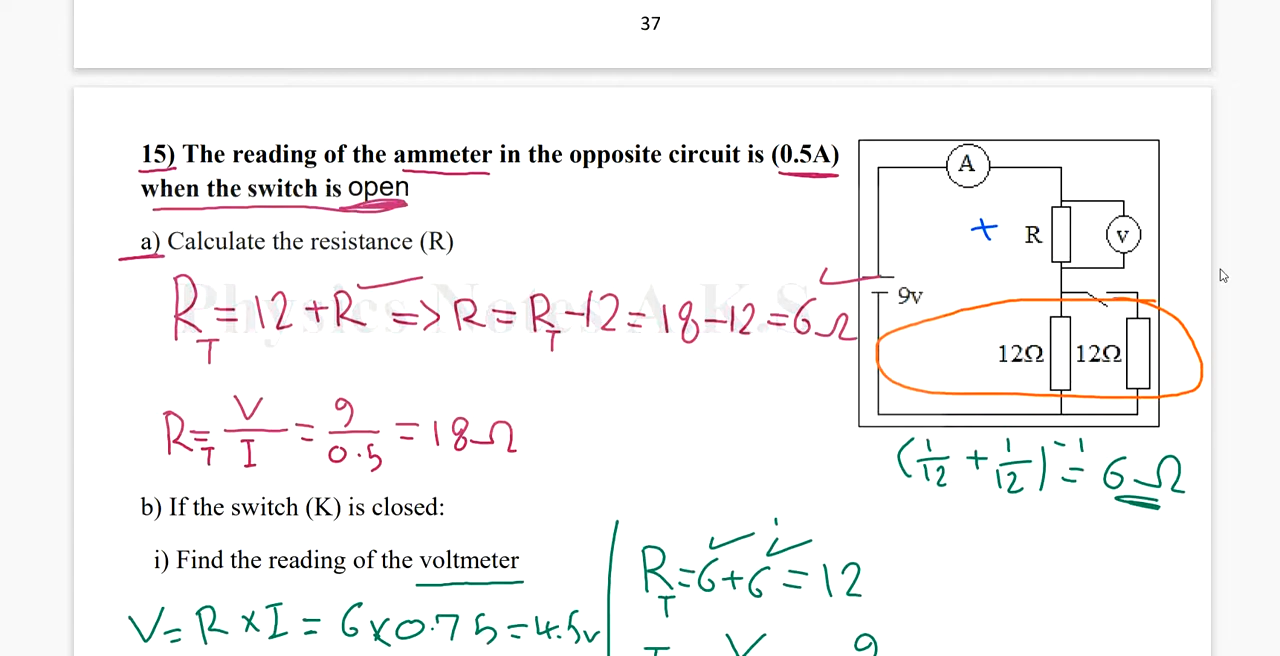 37
15) The reading of the ammeter in the opposite circuit is (0.5A)
when the switch is open
a) Calculate the resistance (R)
R_T = 12 + R => R = R_T - 12 = 18 - 12 = 6Ω
R_T = V/I = 9/0.5 = 18Ω
b) If the switch (K) is closed:
i) Find the reading of the voltmeter
V = R × I = 6 × 0.75 = 4.5v
A
+ R V
9v
12Ω 12Ω
(1/12 + 1/12)^-1 = 6Ω
R_T = 6 + 6 = 12
V 9